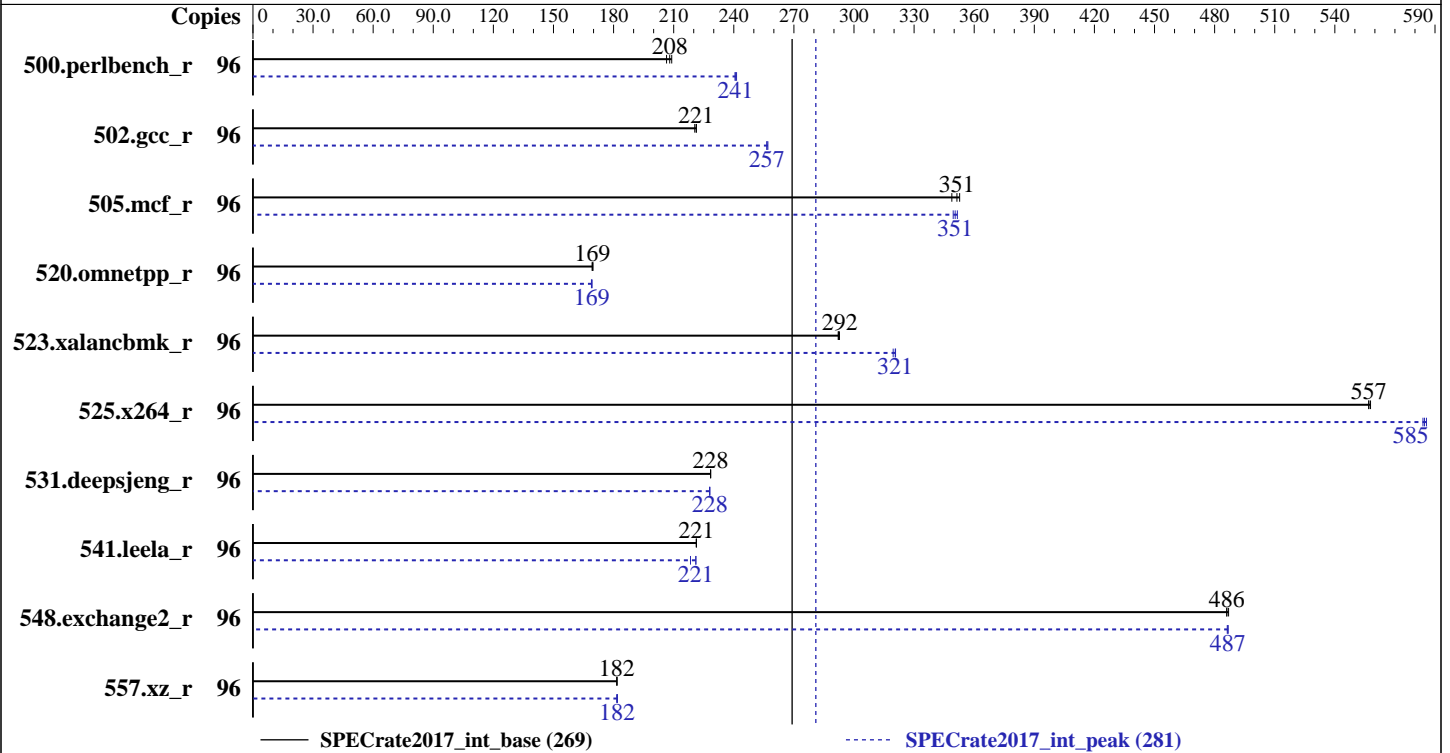 Copies 0 30.0 60.0 90.0 120 150 180 210 240 270 300 330 360 390 420 450 480 510 540 590
500.perlbench_r 96 208
241
502.gcc_r 96 221
257
505.mcf_r 96 351
351
520.omnetpp_r 96 169
169
523.xalancbmk_r 96 292
321
525.x264_r 96 557
585
531.deepsjeng_r 96 228
228
541.leela_r 96 221
221
548.exchange2_r 96 486
487
557.xz_r 96 182
182
SPECrate2017_int_base (269) SPECrate2017_int_peak (281)